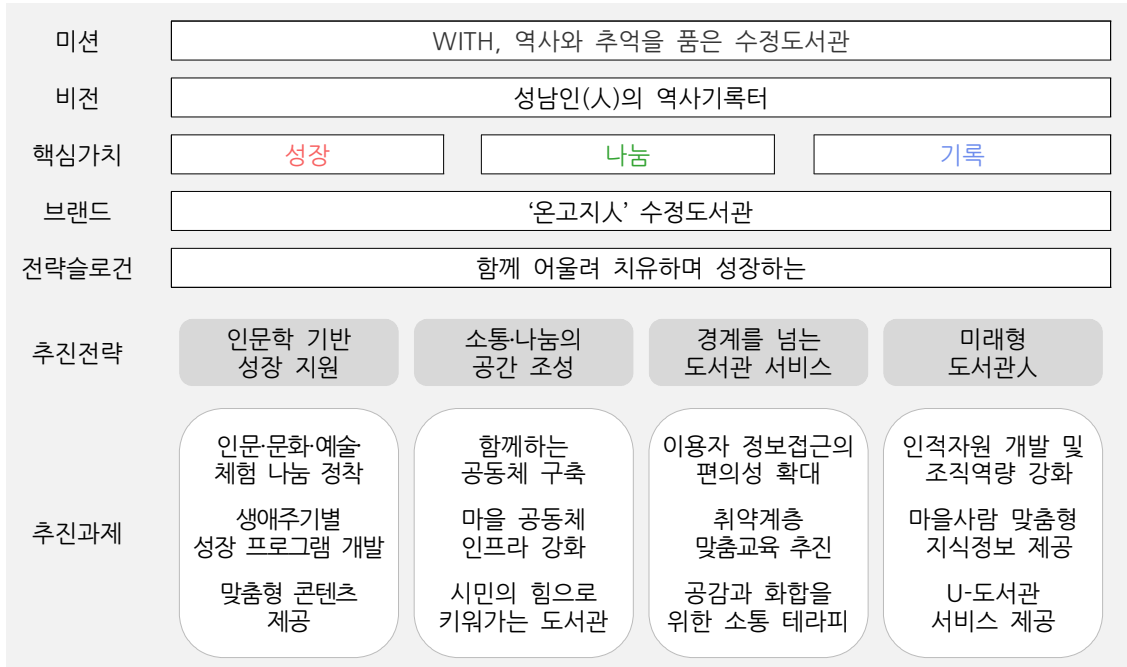 미션
WITH, 역사와 추억을 품은 수정도서관
비전
성남인(人)의 역사기록터
핵심가치
성장
나눔
기록
브랜드
‘온고지人’ 수정도서관
전략슬로건
함께 어울려 치유하며 성장하는
추진전략
인문학 기반
성장 지원
소통·나눔의
공간 조성
경계를 넘는
도서관 서비스
미래형
도서관人
추진과제
인문·문화·예술·
체험 나눔 정착
생애주기별
성장 프로그램 개발
맞춤형 콘텐츠
제공
함께하는
공동체 구축
마을 공동체
인프라 강화
시민의 힘으로
키워가는 도서관
이용자 정보접근의
편의성 확대
취약계층
맞춤교육 추진
공감과 화합을
위한 소통 테라피
인적자원 개발 및
조직역량 강화
마을사람 맞춤형
지식정보 제공
U-도서관
서비스 제공